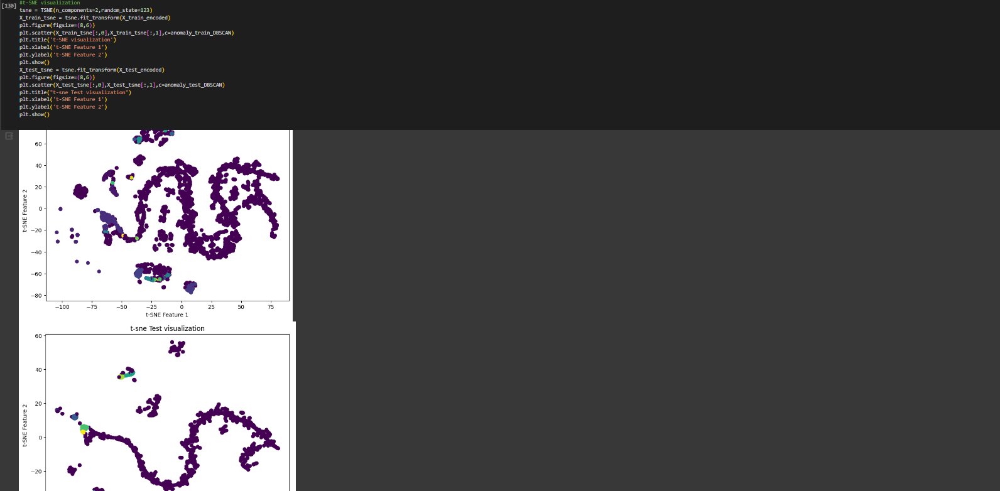 [130]
#t-SNE visualization
tsne = TSNE(n_components=2,random_state=123)
X_train_tsne = tsne.fit_transform(X_train_encoded)
plt.figure(figsize=(8,6))
plt.scatter(X_train_tsne[:,0],X_train_tsne[:,1],c=anomaly_train_DBSCAN)
plt.title('t-SNE visualization')
plt.xlabel('t-SNE Feature 1')
plt.ylabel('t-SNE Feature 2')
plt.show()
X_test_tsne = tsne.fit_transform(X_test_encoded)
plt.figure(figsize=(8,6))
plt.scatter(X_test_tsne[:,0],X_test_tsne[:,1],c=anomaly_test_DBSCAN)
plt.title("t-sne Test visualization")
plt.xlabel('t-SNE Feature 1')
plt.ylabel('t-SNE Feature 2')
plt.show()
60
40
20
0
−20
−40
−60
−80
t-SNE Feature 2
−100 −75 −50 −25 0 25 50 75
t-SNE Feature 1
t-sne Test visualization
60
40
20
0
−20
t-SNE Feature 2